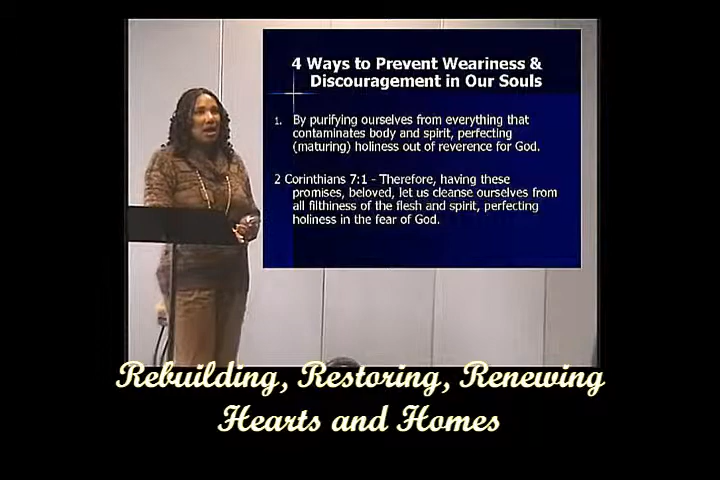 4 Ways to Prevent Weariness &
Discouragement in Our Souls
1. By purifying ourselves from everything that
contaminates body and spirit, perfecting
(maturing) holiness out of reverence for God.
2 Corinthians 7:1 - Therefore, having these
promises, beloved, let us cleanse ourselves from
all filthiness of the flesh and spirit, perfecting
holiness in the fear of God.
Rebuilding, Restoring, Renewing
Hearts and Homes